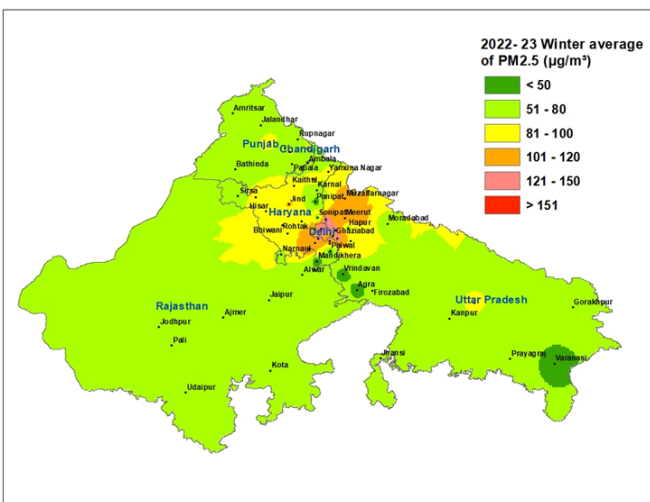 2022- 23 Winter average
of PM2.5 (µg/m³)
< 50
51 - 80
81 - 100
101 - 120
121 - 150
> 151
Amritsar
Jalandhar
Rupnagar
Punjab
Chandigarh
Ambala
Bathinda
Patiala
Yamuna Nagar
Kaithal
Karnal
Sirsa
Panipat
Muzaffarnagar
Jind
Hisar
Haryana
Sonipat
Meerut
Moradabad
Rohtak
Hapur
Bhiwani
Delhi
Ghaziabad
Narnaul
Palwal
Mandikhera
Alwar
Vrindavan
Agra
Firozabad
Jaipur
Rajasthan
Uttar Pradesh
Gorakhpur
Ajmer
Kanpur
Jodhpur
Pali
Jhansi
Prayagraj
Varanasi
Kota
Udaipur